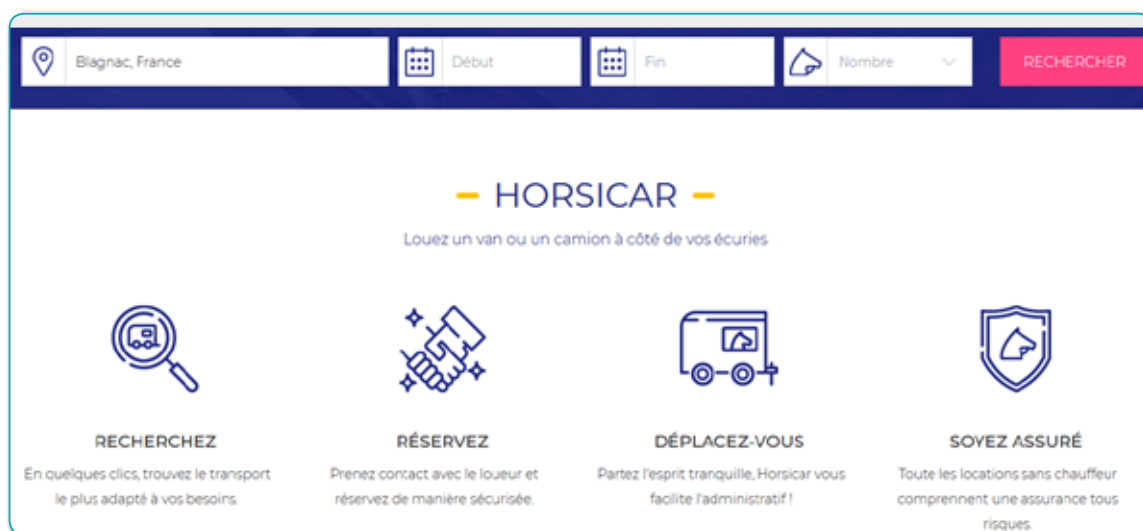 Blagnac, France
Début
Fin
Nombre
RECHERCHER
HORSICAR
Louez un van ou un camion à côté de vos écuries
RECHERCHEZ
En quelques clics, trouvez le transport
le plus adapté à vos besoins.
RÉSERVEZ
Prenez contact avec le loueur et
réservez de manière sécurisée.
DÉPLACEZ-VOUS
Partez l'esprit tranquille, Horsicar vous
facilite l'administratif !
SOYEZ ASSURÉ
Toute les locations sans chauffeur
comprennent une assurance tous
risques.